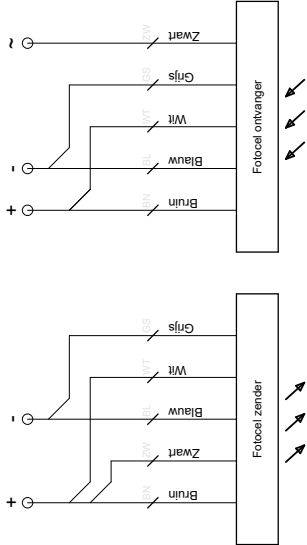 ~
ZW
Zwart
GS
Grijs
WT
Wit
-
BL
Blauw
+
BN
Bruin
Fotocel ontvanger
GS
Grijs
WT
Wit
-
BL
Blauw
ZW
Zwart
+
BN
Bruin
Fotocel zender